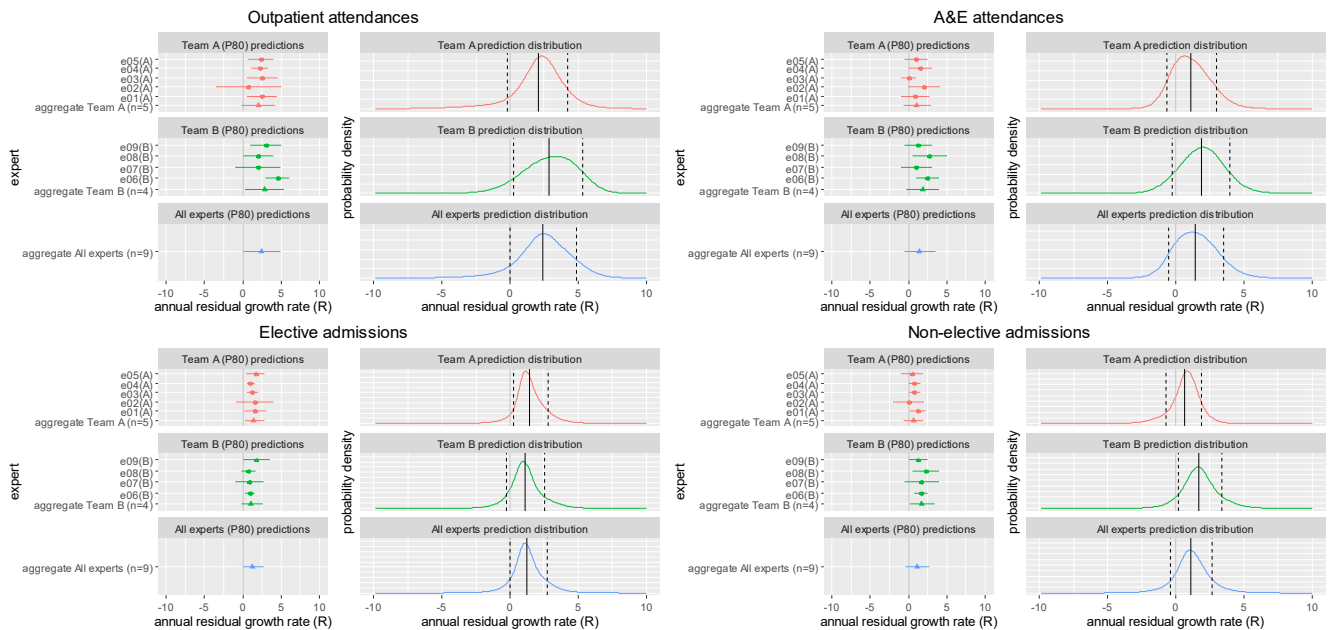 Outpatient attendances
Team A (P80) predictions
Team A prediction distribution
e05(A)
e04(A)
e03(A)
e02(A)
e01(A)
aggregate Team A (n=5)
Team B (P80) predictions
Team B prediction distribution
e09(B)
e08(B)
e07(B)
e06(B)
aggregate Team B (n=4)
All experts (P80) predictions
All experts prediction distribution
aggregate All experts (n=9)
expert
probability density
-10 -5 0 5 10
-10 -5 0 5 10
annual residual growth rate (R)
annual residual growth rate (R)
A&E attendances
Team A (P80) predictions
Team A prediction distribution
e05(A)
e04(A)
e03(A)
e02(A)
e01(A)
aggregate Team A (n=5)
Team B (P80) predictions
Team B prediction distribution
e09(B)
e08(B)
e07(B)
e06(B)
aggregate Team B (n=4)
All experts (P80) predictions
All experts prediction distribution
aggregate All experts (n=9)
expert
probability density
-10 -5 0 5 10
-10 -5 0 5 10
annual residual growth rate (R)
annual residual growth rate (R)
Elective admissions
Team A (P80) predictions
Team A prediction distribution
e05(A)
e04(A)
e03(A)
e02(A)
e01(A)
aggregate Team A (n=5)
Team B (P80) predictions
Team B prediction distribution
e09(B)
e08(B)
e07(B)
e06(B)
aggregate Team B (n=4)
All experts (P80) predictions
All experts prediction distribution
aggregate All experts (n=9)
expert
probability density
-10 -5 0 5 10
-10 -5 0 5 10
annual residual growth rate (R)
annual residual growth rate (R)
Non-elective admissions
Team A (P80) predictions
Team A prediction distribution
e05(A)
e04(A)
e03(A)
e02(A)
e01(A)
aggregate Team A (n=5)
Team B (P80) predictions
Team B prediction distribution
e09(B)
e08(B)
e07(B)
e06(B)
aggregate Team B (n=4)
All experts (P80) predictions
All experts prediction distribution
aggregate All experts (n=9)
expert
probability density
-10 -5 0 5 10
-10 -5 0 5 10
annual residual growth rate (R)
annual residual growth rate (R)